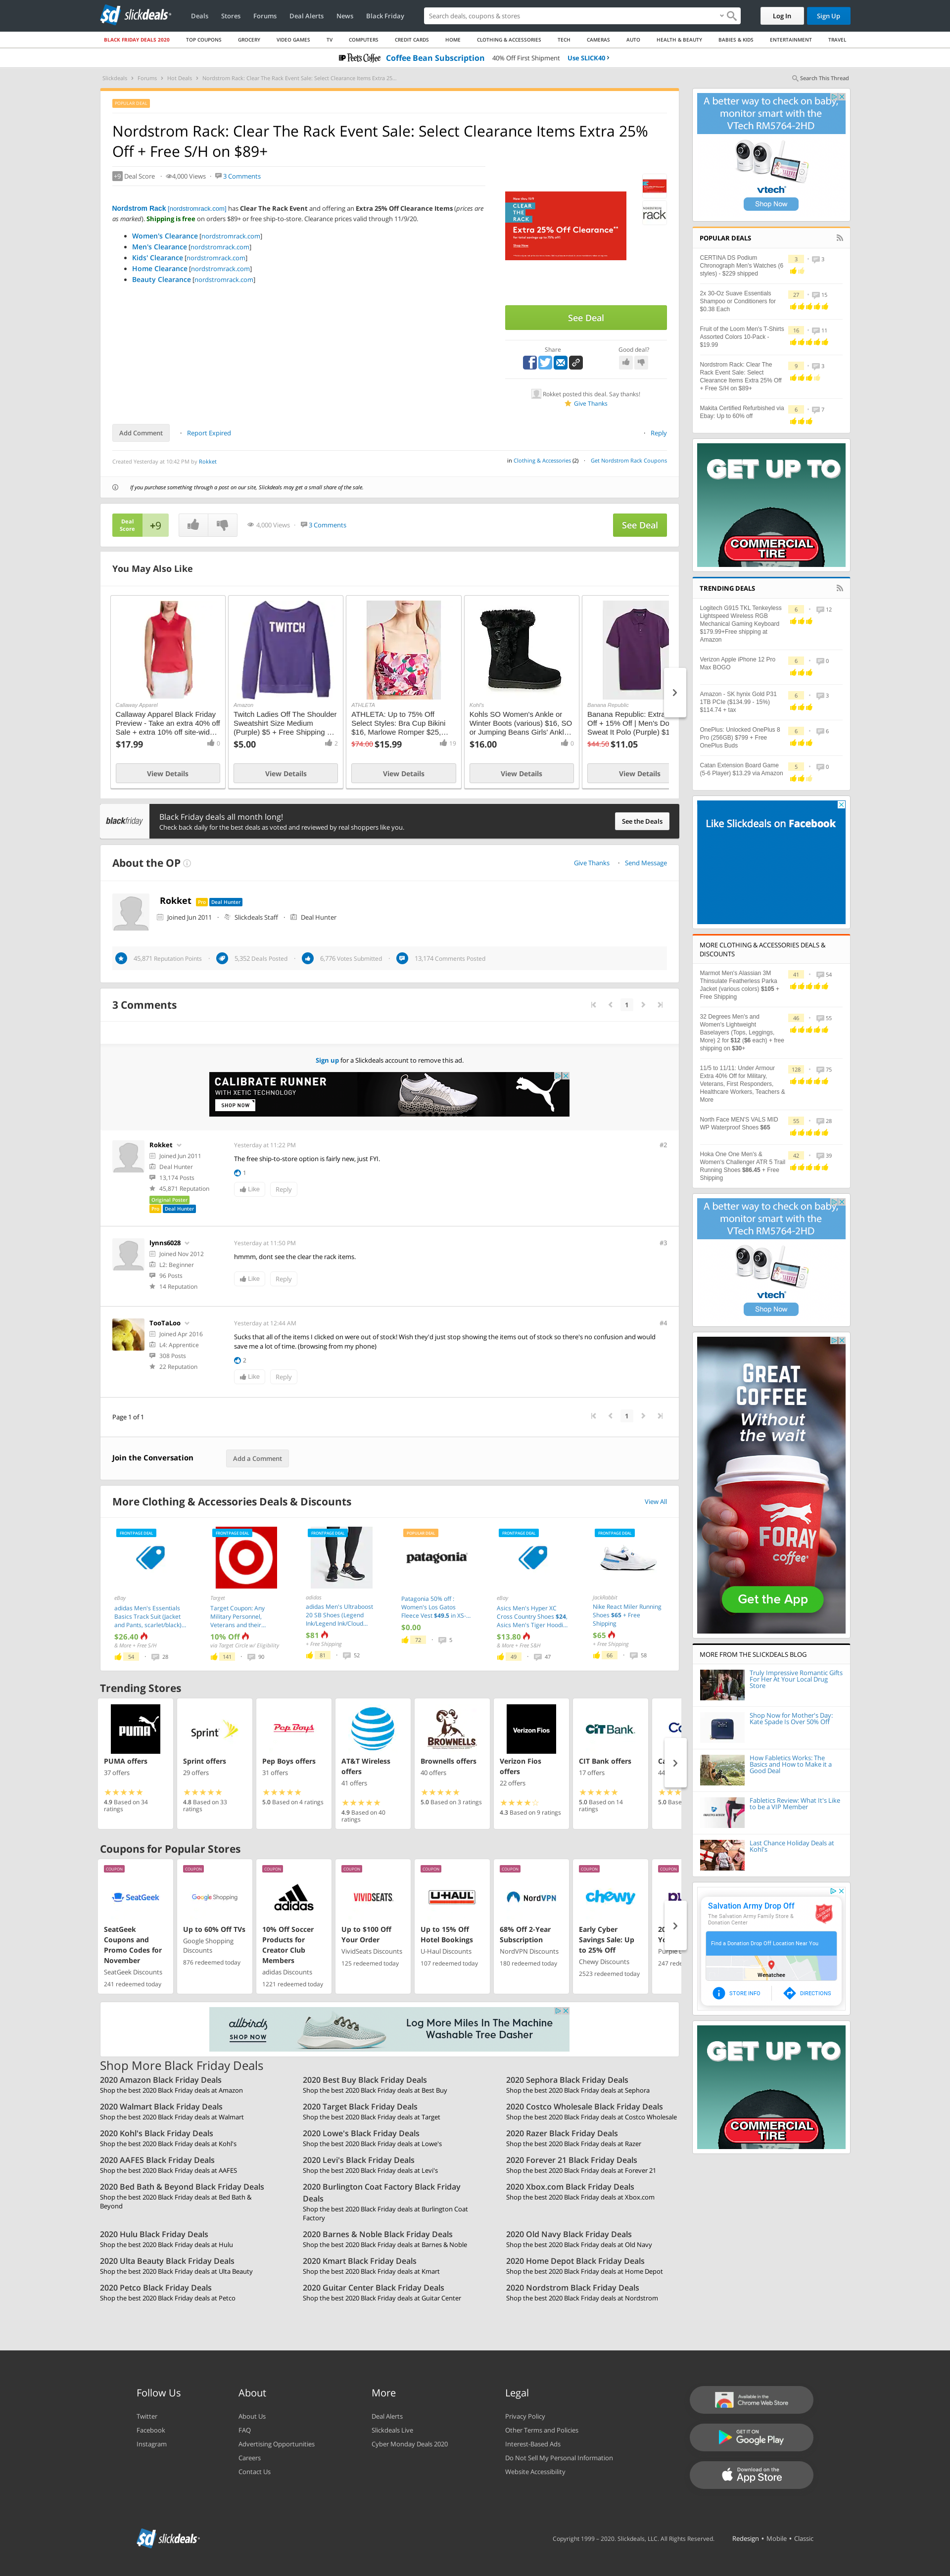 slickdeals
Deals
Stores
Forums
Deal Alerts
News
Black Friday
Search deals, coupons & stores
Log In
Sign Up
BLACK FRIDAY DEALS 2020
TOP COUPONS
GROCERY
VIDEO GAMES
TV
COMPUTERS
CREDIT CARDS
HOME
CLOTHING & ACCESSORIES
TECH
CAMERAS
AUTO
HEALTH & BEAUTY
BABIES & KIDS
ENTERTAINMENT
TRAVEL
Peet's Coffee Coffee Bean Subscription 40% Off First Shipment Use SLICK40
Slickdeals > Forums > Hot Deals > Nordstrom Rack: Clear The Rack Event Sale: Select Clearance Items Extra 25...
Search This Thread
POPULAR DEAL
Nordstrom Rack: Clear The Rack Event Sale: Select Clearance Items Extra 25%
Off + Free S/H on $89+
+9 Deal Score 4,000 Views 3 Comments
Nordstrom Rack [nordstromrack.com] has Clear The Rack Event and offering an Extra 25% Off Clearance Items (prices are
as marked). Shipping is free on orders $89+ or free ship-to-store. Clearance prices valid through 11/9/20.
Women's Clearance [nordstromrack.com]
Men's Clearance [nordstromrack.com]
Kids' Clearance [nordstromrack.com]
Home Clearance [nordstromrack.com]
Beauty Clearance [nordstromrack.com]
CLEAR
THE
RACK
Extra 25% Off Clearance**
rack
See Deal
Share
Good deal?
Rokket posted this deal. Say thanks!
Give Thanks
Add Comment
Report Expired
Reply
Created Yesterday at 10:42 PM by Rokket
in Clothing & Accessories (2) Get Nordstrom Rack Coupons
If you purchase something through a post on our site, Slickdeals may get a small share of the sale.
Deal
Score
+9
4,000 Views
3 Comments
See Deal
You May Also Like
Callaway Apparel
Callaway Apparel Black Friday
Preview - Take an extra 40% off
Sale + extra 10% off site-wid...
$17.99
0
View Details
TWITCH
Amazon
Twitch Ladies Off The Shoulder
Sweatshirt Size Medium
(Purple) $5 + Free Shipping ...
$5.00
2
View Details
ATHLETA
ATHLETA: Up to 75% Off
Select Styles: Bra Cup Bikini
$16, Marlowe Romper $25,...
$74.00 $15.99
19
View Details
Kohl's
Kohls SO Women's Ankle or
Winter Boots (various) $16, SO
or Jumping Beans Girls' Ankl...
$16.00
0
View Details
Banana Republic
Banana Republic: Extra
Off + 15% Off | Men's Do
Sweat It Polo (Purple) $1
$44.50 $11.05
View Details
blackfriday
Black Friday deals all month long!
Check back daily for the best deals as voted and reviewed by real shoppers like you.
See the Deals
About the OP
Give Thanks
Send Message
Rokket Pro Deal Hunter
Joined Jun 2011
Slickdeals Staff
Deal Hunter
45,871 Reputation Points
5,352 Deals Posted
6,776 Votes Submitted
13,174 Comments Posted
3 Comments
1
Sign up for a Slickdeals account to remove this ad.
CALIBRATE RUNNER
WITH XETIC TECHNOLOGY
SHOP NOW
Rokket
Joined Jun 2011
Deal Hunter
13,174 Posts
45,871 Reputation
Original Poster
Pro Deal Hunter
Yesterday at 11:22 PM
#2
The free ship-to-store option is fairly new, just FYI.
1
Like
Reply
lynns6028
Joined Nov 2012
L2: Beginner
96 Posts
14 Reputation
Yesterday at 11:50 PM
#3
hmmm, dont see the clear the rack items.
Like
Reply
TooTaLoo
Joined Apr 2016
L4: Apprentice
308 Posts
22 Reputation
Yesterday at 12:44 AM
#4
Sucks that all of the items I clicked on were out of stock! Wish they'd just stop showing the items out of stock so there's no confusion and would
save me a lot of time. (browsing from my phone)
2
Like
Reply
Page 1 of 1
1
Join the Conversation
Add a Comment
More Clothing & Accessories Deals & Discounts
View All
FRONTPAGE DEAL
eBay
adidas Men's Essentials
Basics Track Suit (Jacket
and Pants, scarlet/black)...
$26.40
& More + Free S/H
54
28
FRONTPAGE DEAL
Target
Target Coupon: Any
Military Personnel,
Veterans and their...
10% Off
via Target Circle w/ Eligibility
141
90
FRONTPAGE DEAL
adidas
adidas Men's Ultraboost
20 SB Shoes (Legend
Ink/Legend Ink/Cloud...
$81
+ Free Shipping
81
52
POPULAR DEAL
patagonia
Patagonia 50% off :
Women's Los Gatos
Fleece Vest $49.5 in XS-...
$0.00
72
5
FRONTPAGE DEAL
eBay
Asics Men's Hyper XC
Cross Country Shoes $24,
Asics Men's Tiger Hoodi...
$13.80
& More + Free S&H
49
47
FRONTPAGE DEAL
JackRabbit
Nike React Miler Running
Shoes $65 + Free
Shipping
$65
+ Free Shipping
66
58
Trending Stores
PUMA
PUMA offers
37 offers
4.9 Based on 34
ratings
Sprint
Sprint offers
29 offers
4.8 Based on 33
ratings
Pep Boys
Pep Boys offers
31 offers
5.0 Based on 4 ratings
AT&T Wireless
offers
41 offers
4.9 Based on 40
ratings
BROWNELLS
Brownells offers
40 offers
5.0 Based on 3 ratings
Verizon Fios
Verizon Fios
offers
22 offers
4.3 Based on 9 ratings
CIT Bank
CIT Bank offers
17 offers
5.0 Based on 14
ratings
Ca
44
5.0 Base
Coupons for Popular Stores
COUPON
SeatGeek
SeatGeek
Coupons and
Promo Codes for
November
SeatGeek Discounts
241 redeemed today
COUPON
Google Shopping
Up to 60% Off TVs
Google Shopping
Discounts
876 redeemed today
COUPON
adidas
10% Off Soccer
Products for
Creator Club
Members
adidas Discounts
1221 redeemed today
COUPON
VIVID SEATS
Up to $100 Off
Your Order
VividSeats Discounts
125 redeemed today
COUPON
U-HAUL
Up to 15% Off
Hotel Bookings
U-Haul Discounts
107 redeemed today
COUPON
NordVPN
68% Off 2-Year
Subscription
NordVPN Discounts
180 redeemed today
COUPON
chewy
Early Cyber
Savings Sale: Up
to 25% Off
Chewy Discounts
2523 redeemed today
COUPON
20
Yo
Purple
247 rede
allbirds
SHOP NOW
Log More Miles In The Machine
Washable Tree Dasher
Shop More Black Friday Deals
2020 Amazon Black Friday Deals
Shop the best 2020 Black Friday deals at Amazon
2020 Best Buy Black Friday Deals
Shop the best 2020 Black Friday deals at Best Buy
2020 Sephora Black Friday Deals
Shop the best 2020 Black Friday deals at Sephora
2020 Walmart Black Friday Deals
Shop the best 2020 Black Friday deals at Walmart
2020 Target Black Friday Deals
Shop the best 2020 Black Friday deals at Target
2020 Costco Wholesale Black Friday Deals
Shop the best 2020 Black Friday deals at Costco Wholesale
2020 Kohl's Black Friday Deals
Shop the best 2020 Black Friday deals at Kohl's
2020 Lowe's Black Friday Deals
Shop the best 2020 Black Friday deals at Lowe's
2020 Razer Black Friday Deals
Shop the best 2020 Black Friday deals at Razer
2020 AAFES Black Friday Deals
Shop the best 2020 Black Friday deals at AAFES
2020 Levi's Black Friday Deals
Shop the best 2020 Black Friday deals at Levi's
2020 Forever 21 Black Friday Deals
Shop the best 2020 Black Friday deals at Forever 21
2020 Bed Bath & Beyond Black Friday Deals
Shop the best 2020 Black Friday deals at Bed Bath &
Beyond
2020 Burlington Coat Factory Black Friday
Deals
Shop the best 2020 Black Friday deals at Burlington Coat
Factory
2020 Xbox.com Black Friday Deals
Shop the best 2020 Black Friday deals at Xbox.com
2020 Hulu Black Friday Deals
Shop the best 2020 Black Friday deals at Hulu
2020 Barnes & Noble Black Friday Deals
Shop the best 2020 Black Friday deals at Barnes & Noble
2020 Old Navy Black Friday Deals
Shop the best 2020 Black Friday deals at Old Navy
2020 Ulta Beauty Black Friday Deals
Shop the best 2020 Black Friday deals at Ulta Beauty
2020 Kmart Black Friday Deals
Shop the best 2020 Black Friday deals at Kmart
2020 Home Depot Black Friday Deals
Shop the best 2020 Black Friday deals at Home Depot
2020 Petco Black Friday Deals
Shop the best 2020 Black Friday deals at Petco
2020 Guitar Center Black Friday Deals
Shop the best 2020 Black Friday deals at Guitar Center
2020 Nordstrom Black Friday Deals
Shop the best 2020 Black Friday deals at Nordstrom
A better way to check on baby,
monitor smart with the
VTech RM5764-2HD
vtech
Shop Now
POPULAR DEALS
CERTINA DS Podium
Chronograph Men's Watches (6
styles) - $229 shipped
3
3
2x 30-Oz Suave Essentials
Shampoo or Conditioners for
$0.38 Each
27
15
Fruit of the Loom Men's T-Shirts
Assorted Colors 10-Pack -
$19.99
16
11
Nordstrom Rack: Clear The
Rack Event Sale: Select
Clearance Items Extra 25% Off
+ Free S/H on $89+
9
3
Makita Certified Refurbished via
Ebay: Up to 60% off
6
7
GET UP TO
COMMERCIAL
TIRE
TRENDING DEALS
Logitech G915 TKL Tenkeyless
Lightspeed Wireless RGB
Mechanical Gaming Keyboard
$179.99+Free shipping at
Amazon
6
12
Verizon Apple iPhone 12 Pro
Max BOGO
6
0
Amazon - SK hynix Gold P31
1TB PCIe ($134.99 - 15%)
$114.74 + tax
6
3
OnePlus: Unlocked OnePlus 8
Pro (256GB) $799 + Free
OnePlus Buds
6
6
Catan Extension Board Game
(5-6 Player) $13.29 via Amazon
5
0
Like Slickdeals on Facebook
MORE CLOTHING & ACCESSORIES DEALS &
DISCOUNTS
Marmot Men's Alassian 3M
Thinsulate Featherless Parka
Jacket (various colors) $105 +
Free Shipping
41
54
32 Degrees Men's and
Women's Lightweight
Baselayers (Tops, Leggings,
More) 2 for $12 ($6 each) + free
shipping on $30+
46
55
11/5 to 11/11: Under Armour
Extra 40% Off for Military,
Veterans, First Responders,
Healthcare Workers, Teachers &
More
128
75
North Face MEN'S VALS MID
WP Waterproof Shoes $65
55
28
Hoka One One Men's &
Women's Challenger ATR 5 Trail
Running Shoes $66.45 + Free
Shipping
42
39
A better way to check on baby,
monitor smart with the
VTech RM5764-2HD
vtech
Shop Now
GREAT
COFFEE
Without
the wait
FORAY
coffee
Get the App
MORE FROM THE SLICKDEALS BLOG
Truly Impressive Romantic Gifts
For Her At Your Local Drug
Store
Shop Now for Mother's Day:
Kate Spade Is Over 50% Off
How Fabletics Works: The
Basics and How to Make it a
Good Deal
Fabletics Review: What It's Like
to be a VIP Member
Last Chance Holiday Deals at
Kohl's
Salvation Army Drop Off
The Salvation Army Family Store &
Donation Center
Find a Donation Drop Off Location Near You
Wenatchee
STORE INFO
DIRECTIONS
GET UP TO
COMMERCIAL
TIRE
Follow Us
Twitter
Facebook
Instagram
About
About Us
FAQ
Advertising Opportunities
Careers
Contact Us
More
Deal Alerts
Slickdeals Live
Cyber Monday Deals 2020
Legal
Privacy Policy
Other Terms and Policies
Interest-Based Ads
Do Not Sell My Personal Information
Website Accessibility
Available in the
Chrome Web Store
GET IT ON
Google Play
Download on the
App Store
slickdeals
Copyright 1999 – 2020. Slickdeals, LLC. All Rights Reserved.
Redesign • Mobile • Classic